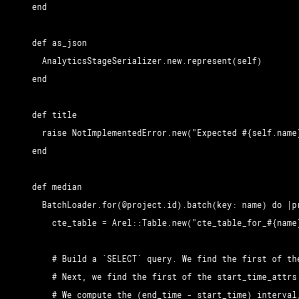 end
def as_json
AnalyticsStageSerializer.new.represent(self)
end
def title
raise NotImplementedError.new("Expected #{self.name}
end
def median
BatchLoader.for(@project.id).batch(key: name) do |pr
cte_table = Arel::Table.new("cte_table_for_#{name}
# Build a `SELECT` query. We find the first of the
# Next, we find the first of the start_time_attrs
# We compute the (end_time - start_time) interval